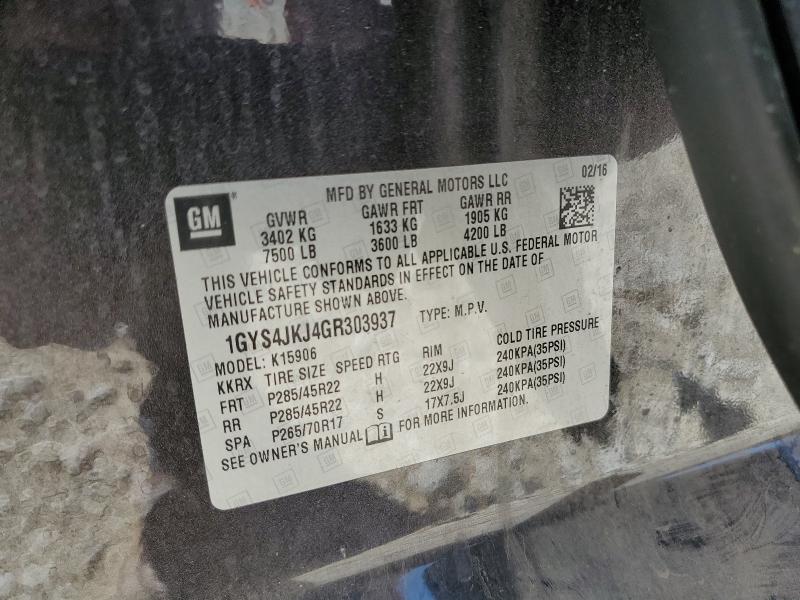 GM
MFD BY GENERAL MOTORS LLC 02/16
GVWR GAWR FRT GAWR RR
3402 KG 1633 KG 1905 KG
7500 LB 3600 LB 4200 LB
THIS VEHICLE CONFORMS TO ALL APPLICABLE U.S. FEDERAL MOTOR
VEHICLE SAFETY STANDARDS IN EFFECT ON THE DATE OF
MANUFACTURE SHOWN ABOVE.
1GYS4JKJ4GR303937 TYPE: M.P.V.
MODEL: K15906
KKRX TIRE SIZE SPEED RTG RIM COLD TIRE PRESSURE
FRT P285/45R22 H 22X9J 240KPA(35PSI)
RR P285/45R22 H 22X9J 240KPA(35PSI)
SPA P265/70R17 S 17X7.5J 240KPA(35PSI)
SEE OWNER'S MANUAL FOR MORE INFORMATION.